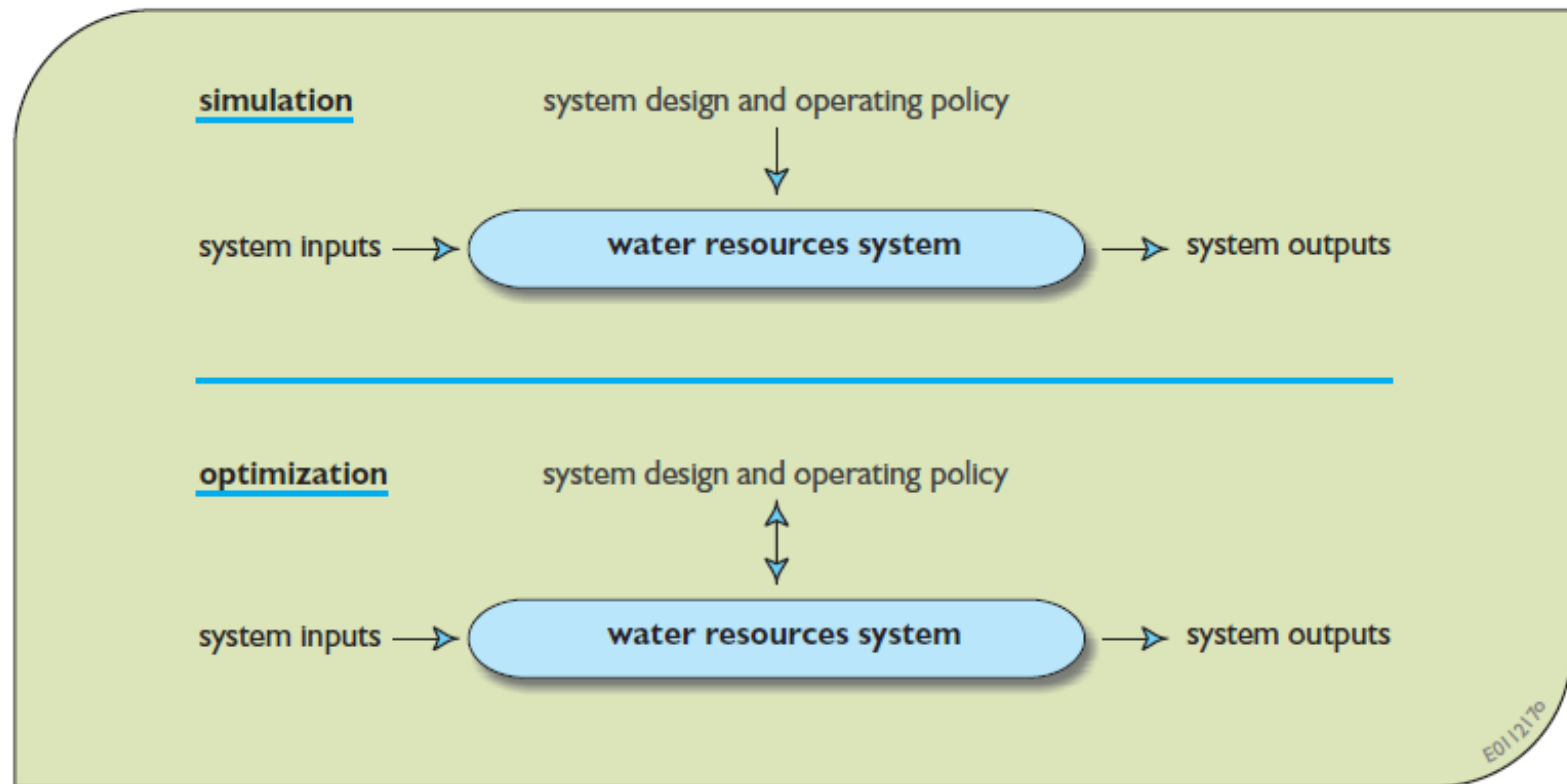 simulation
system design and operating policy
system inputs
water resources system
system outputs
optimization
system design and operating policy
system inputs
water resources system
system outputs
E011217o